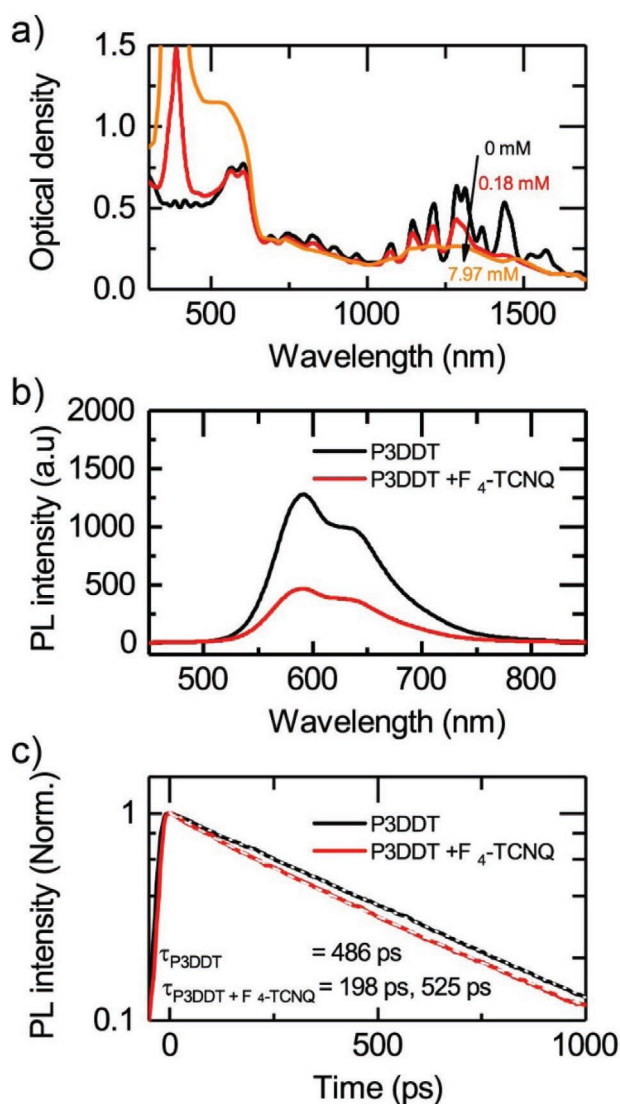 a)
1.5
1.0
0.5
0.0
Optical density
0 mM
0.18 mM
7.97 mM
500 1000 1500
Wavelength (nm)
b)
2000
1500
1000
500
0
PL intensity (a.u)
P3DDT
P3DDT +F 4-TCNQ
500 600 700 800
Wavelength (nm)
c)
1
0.1
PL intensity (Norm.)
P3DDT
P3DDT +F 4-TCNQ
τP3DDT = 486 ps
τP3DDT + F 4-TCNQ = 198 ps, 525 ps
0 500 1000
Time (ps)